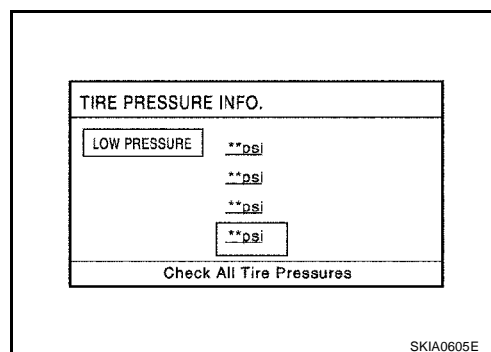 TIRE PRESSURE INFO.
LOW PRESSURE
**psi
**psi
**psi
**psi
Check All Tire Pressures
SKIA0605E